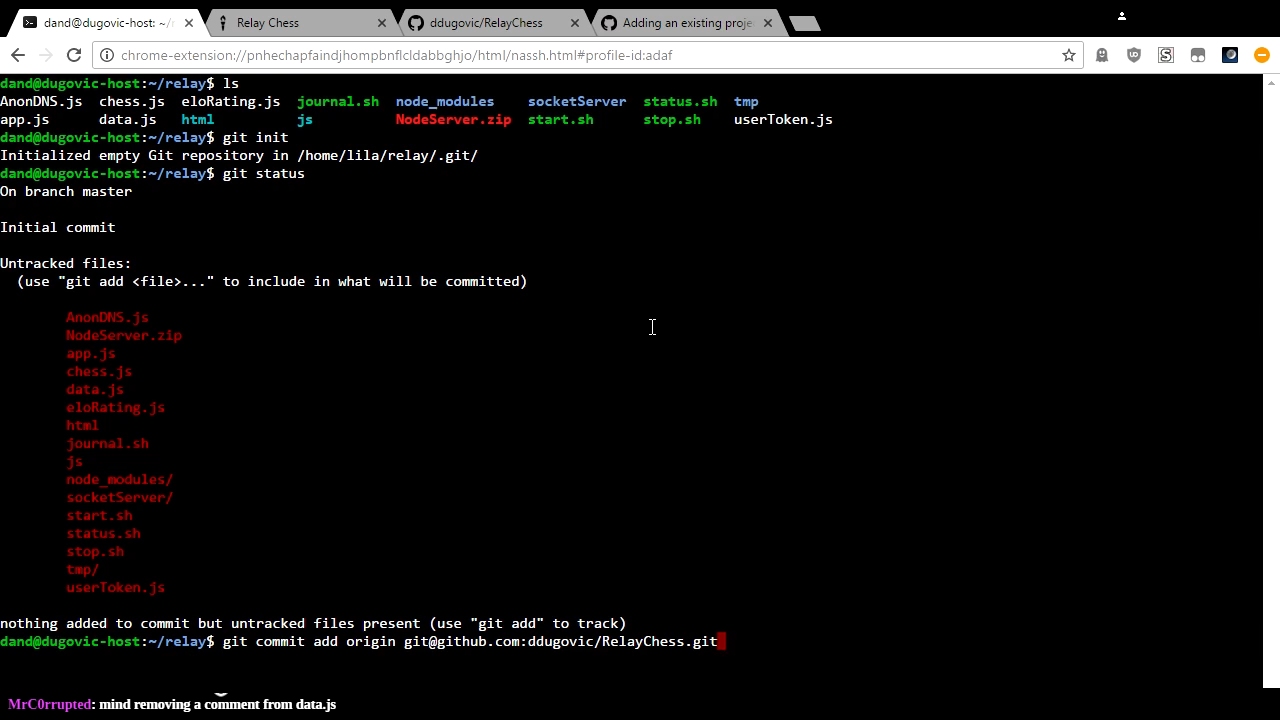 dand@dugovic-host: ~/r
Relay Chess
ddugovic/RelayChess
Adding an existing proje
chrome-extension://pnhechapfaindjhompbnflcldabbghjo/html/nassh.html#profile-id:adaf
dand@dugovic-host:~/relay$ ls
AnonDNS.js chess.js eloRating.js journal.sh node_modules socketServer status.sh tmp
app.js data.js html js NodeServer.zip start.sh stop.sh userToken.js
dand@dugovic-host:~/relay$ git init
Initialized empty Git repository in /home/lila/relay/.git/
dand@dugovic-host:~/relay$ git status
On branch master
Initial commit
Untracked files:
(use "git add <file>..." to include in what will be committed)
AnonDNS.js
NodeServer.zip
app.js
chess.js
data.js
eloRating.js
html
journal.sh
js
node_modules/
socketServer/
start.sh
status.sh
stop.sh
tmp/
userToken.js
nothing added to commit but untracked files present (use "git add" to track)
dand@dugovic-host:~/relay$ git commit add origin git@github.com:ddugovic/RelayChess.git
MrC0rrupted: mind removing a comment from data.js